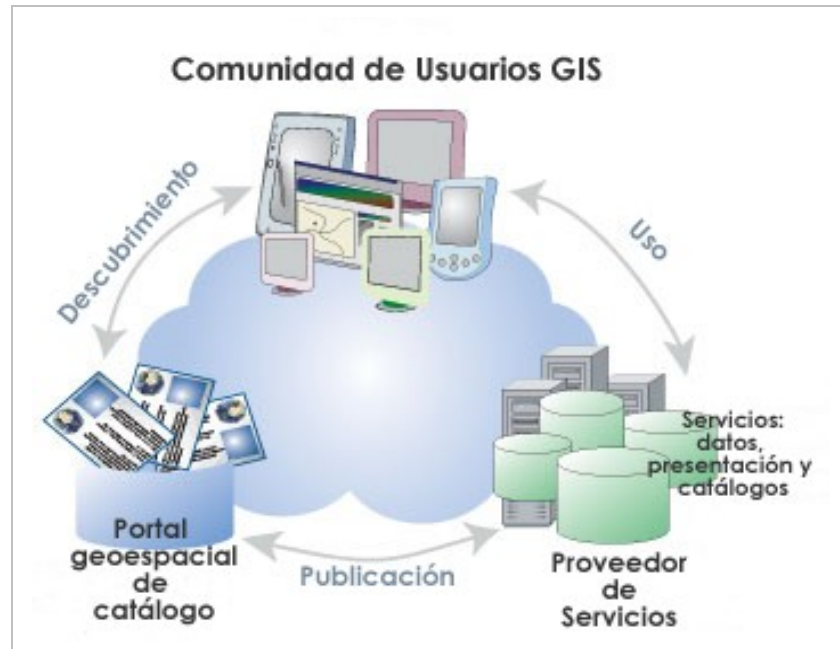 Comunidad de Usuarios GIS
Descubrimiento
Uso
Servicios:
datos,
presentación y
catálogos
Portal
geoespacial
de
catálogo
Publicación
Proveedor
de
Servicios